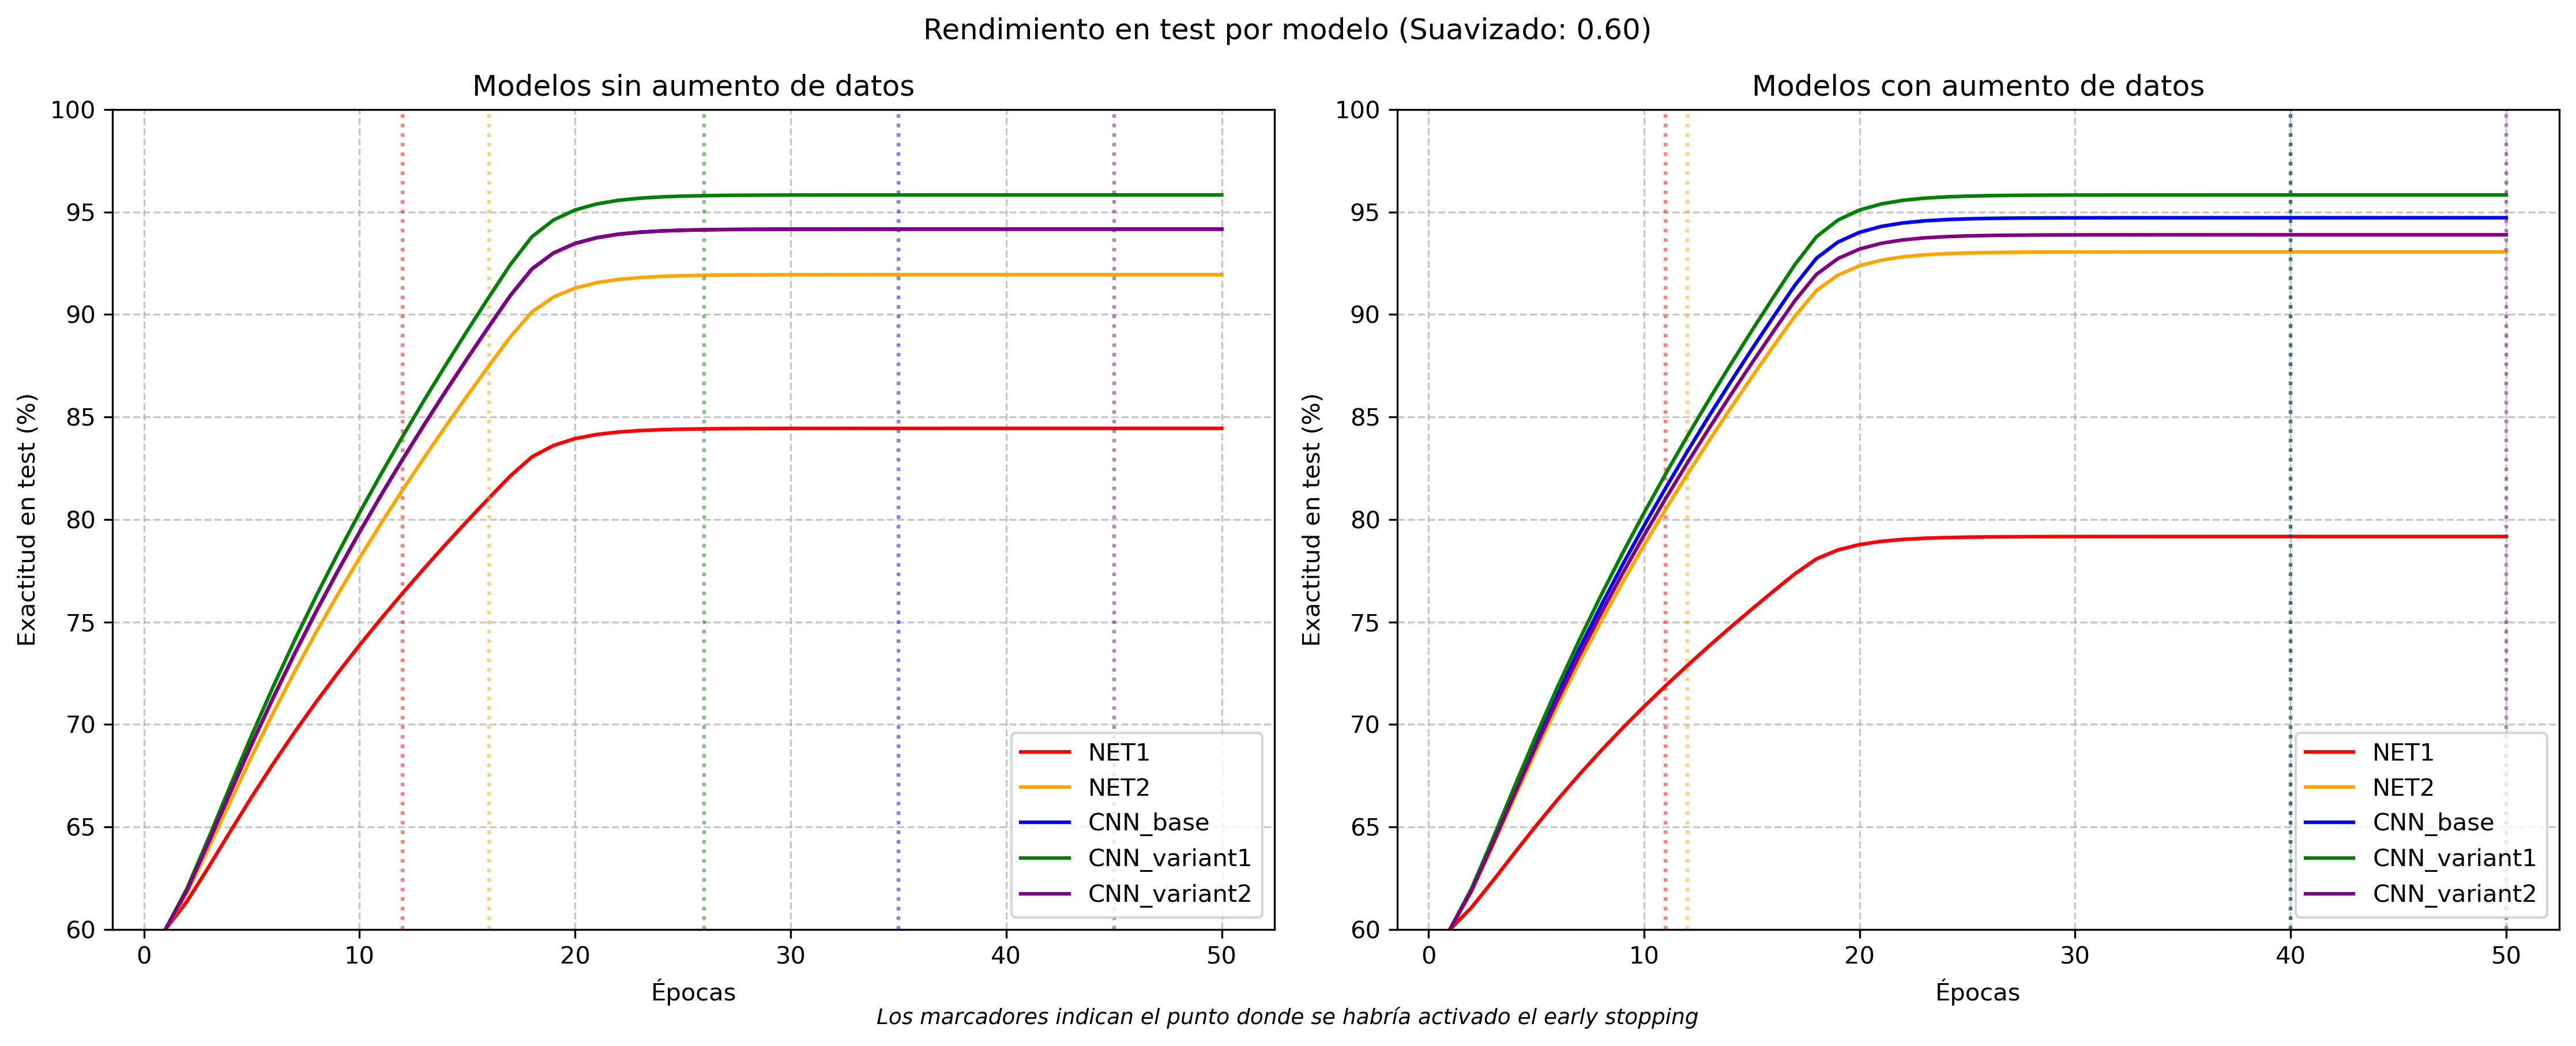 Rendimiento en test por modelo (Suavizado: 0.60)
Modelos sin aumento de datos
100
95
90
85
80
75
70
65
60
Exactitud en test (%)
0 10 20 30 40 50
Épocas
NET1
NET2
CNN_base
CNN_variant1
CNN_variant2
Modelos con aumento de datos
100
95
90
85
80
75
70
65
60
Exactitud en test (%)
0 10 20 30 40 50
Épocas
NET1
NET2
CNN_base
CNN_variant1
CNN_variant2
Los marcadores indican el punto donde se habría activado el early stopping